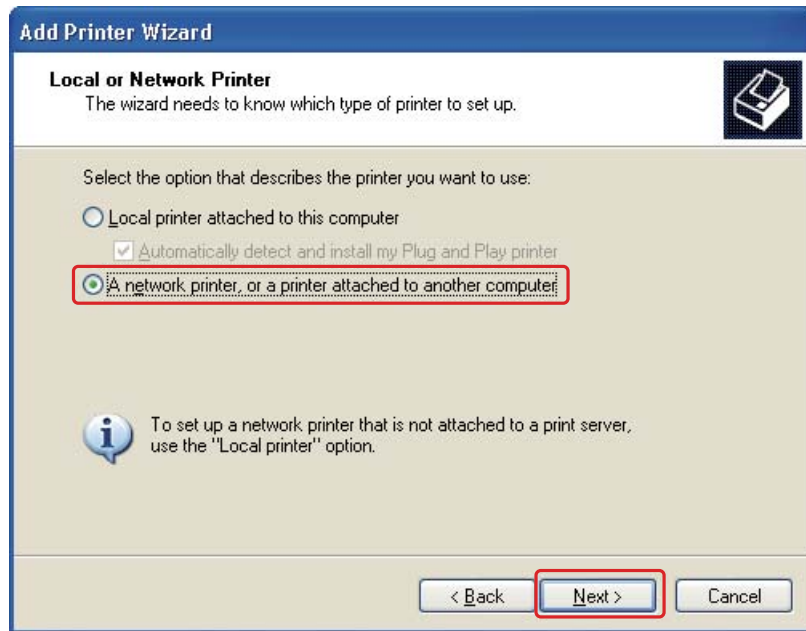 Add Printer Wizard
Local or Network Printer
The wizard needs to know which type of printer to set up.
Select the option that describes the printer you want to use:
Local printer attached to this computer
Automatically detect and install my Plug and Play printer
A network printer, or a printer attached to another computer
To set up a network printer that is not attached to a print server,
use the "Local printer" option.
< Back
Next >
Cancel